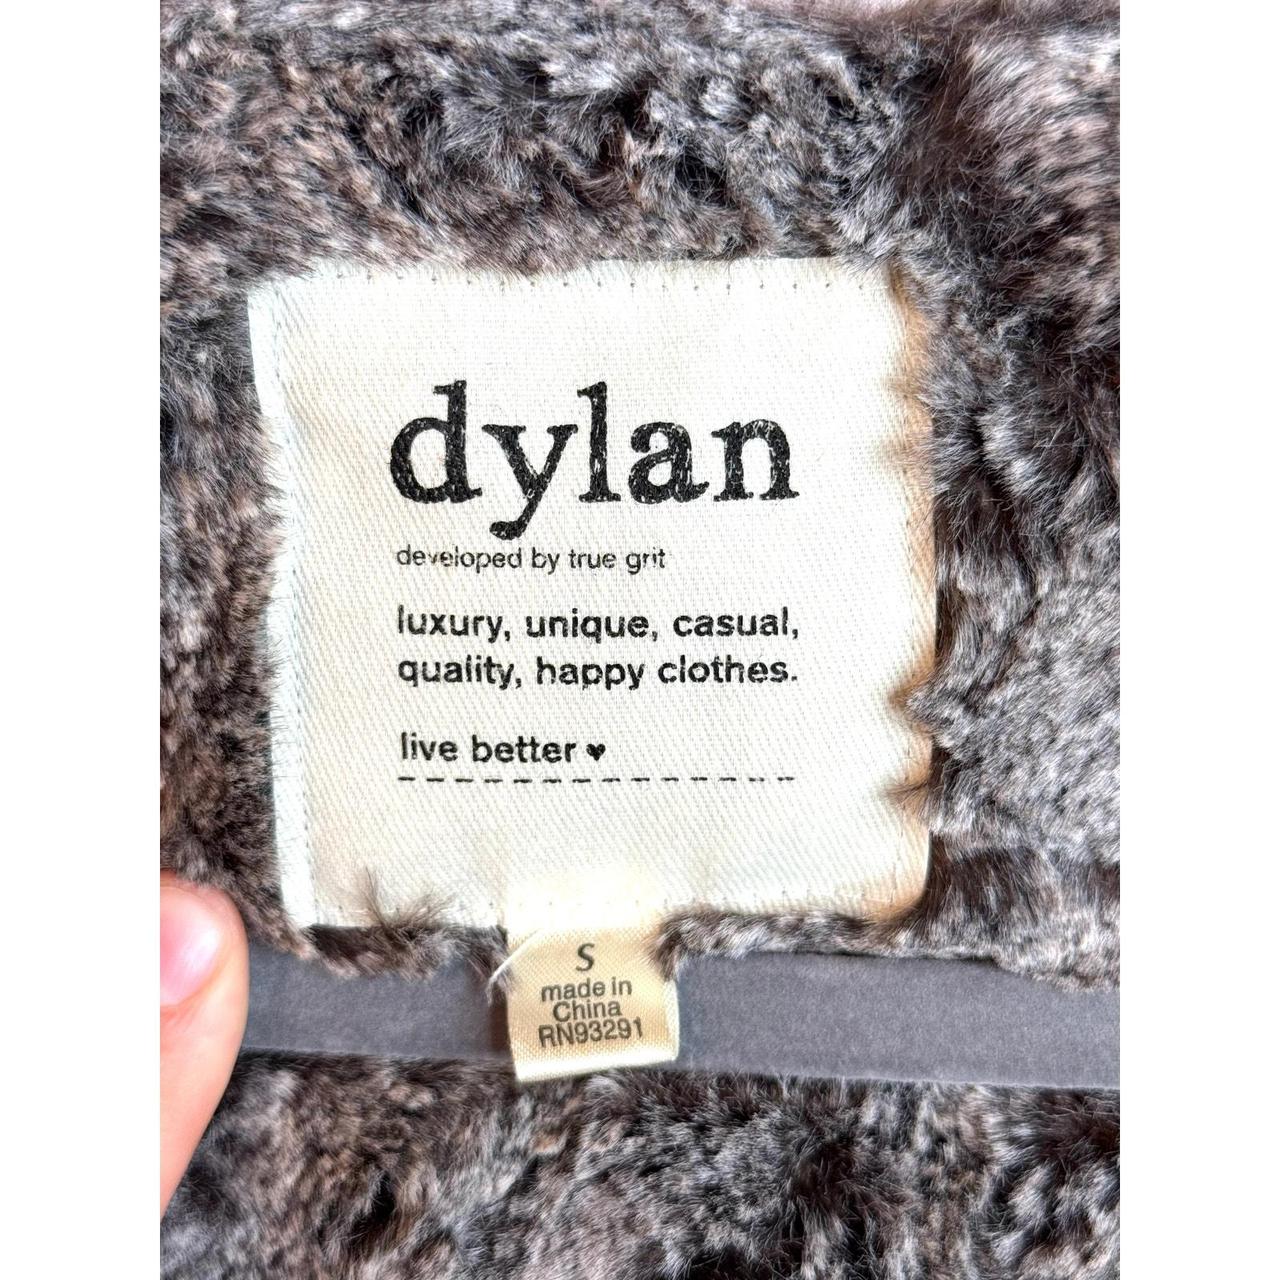 dylan
developed by true grit
luxury, unique, casual,
quality, happy clothes.
live better ♥
S
made in
China
RN93291